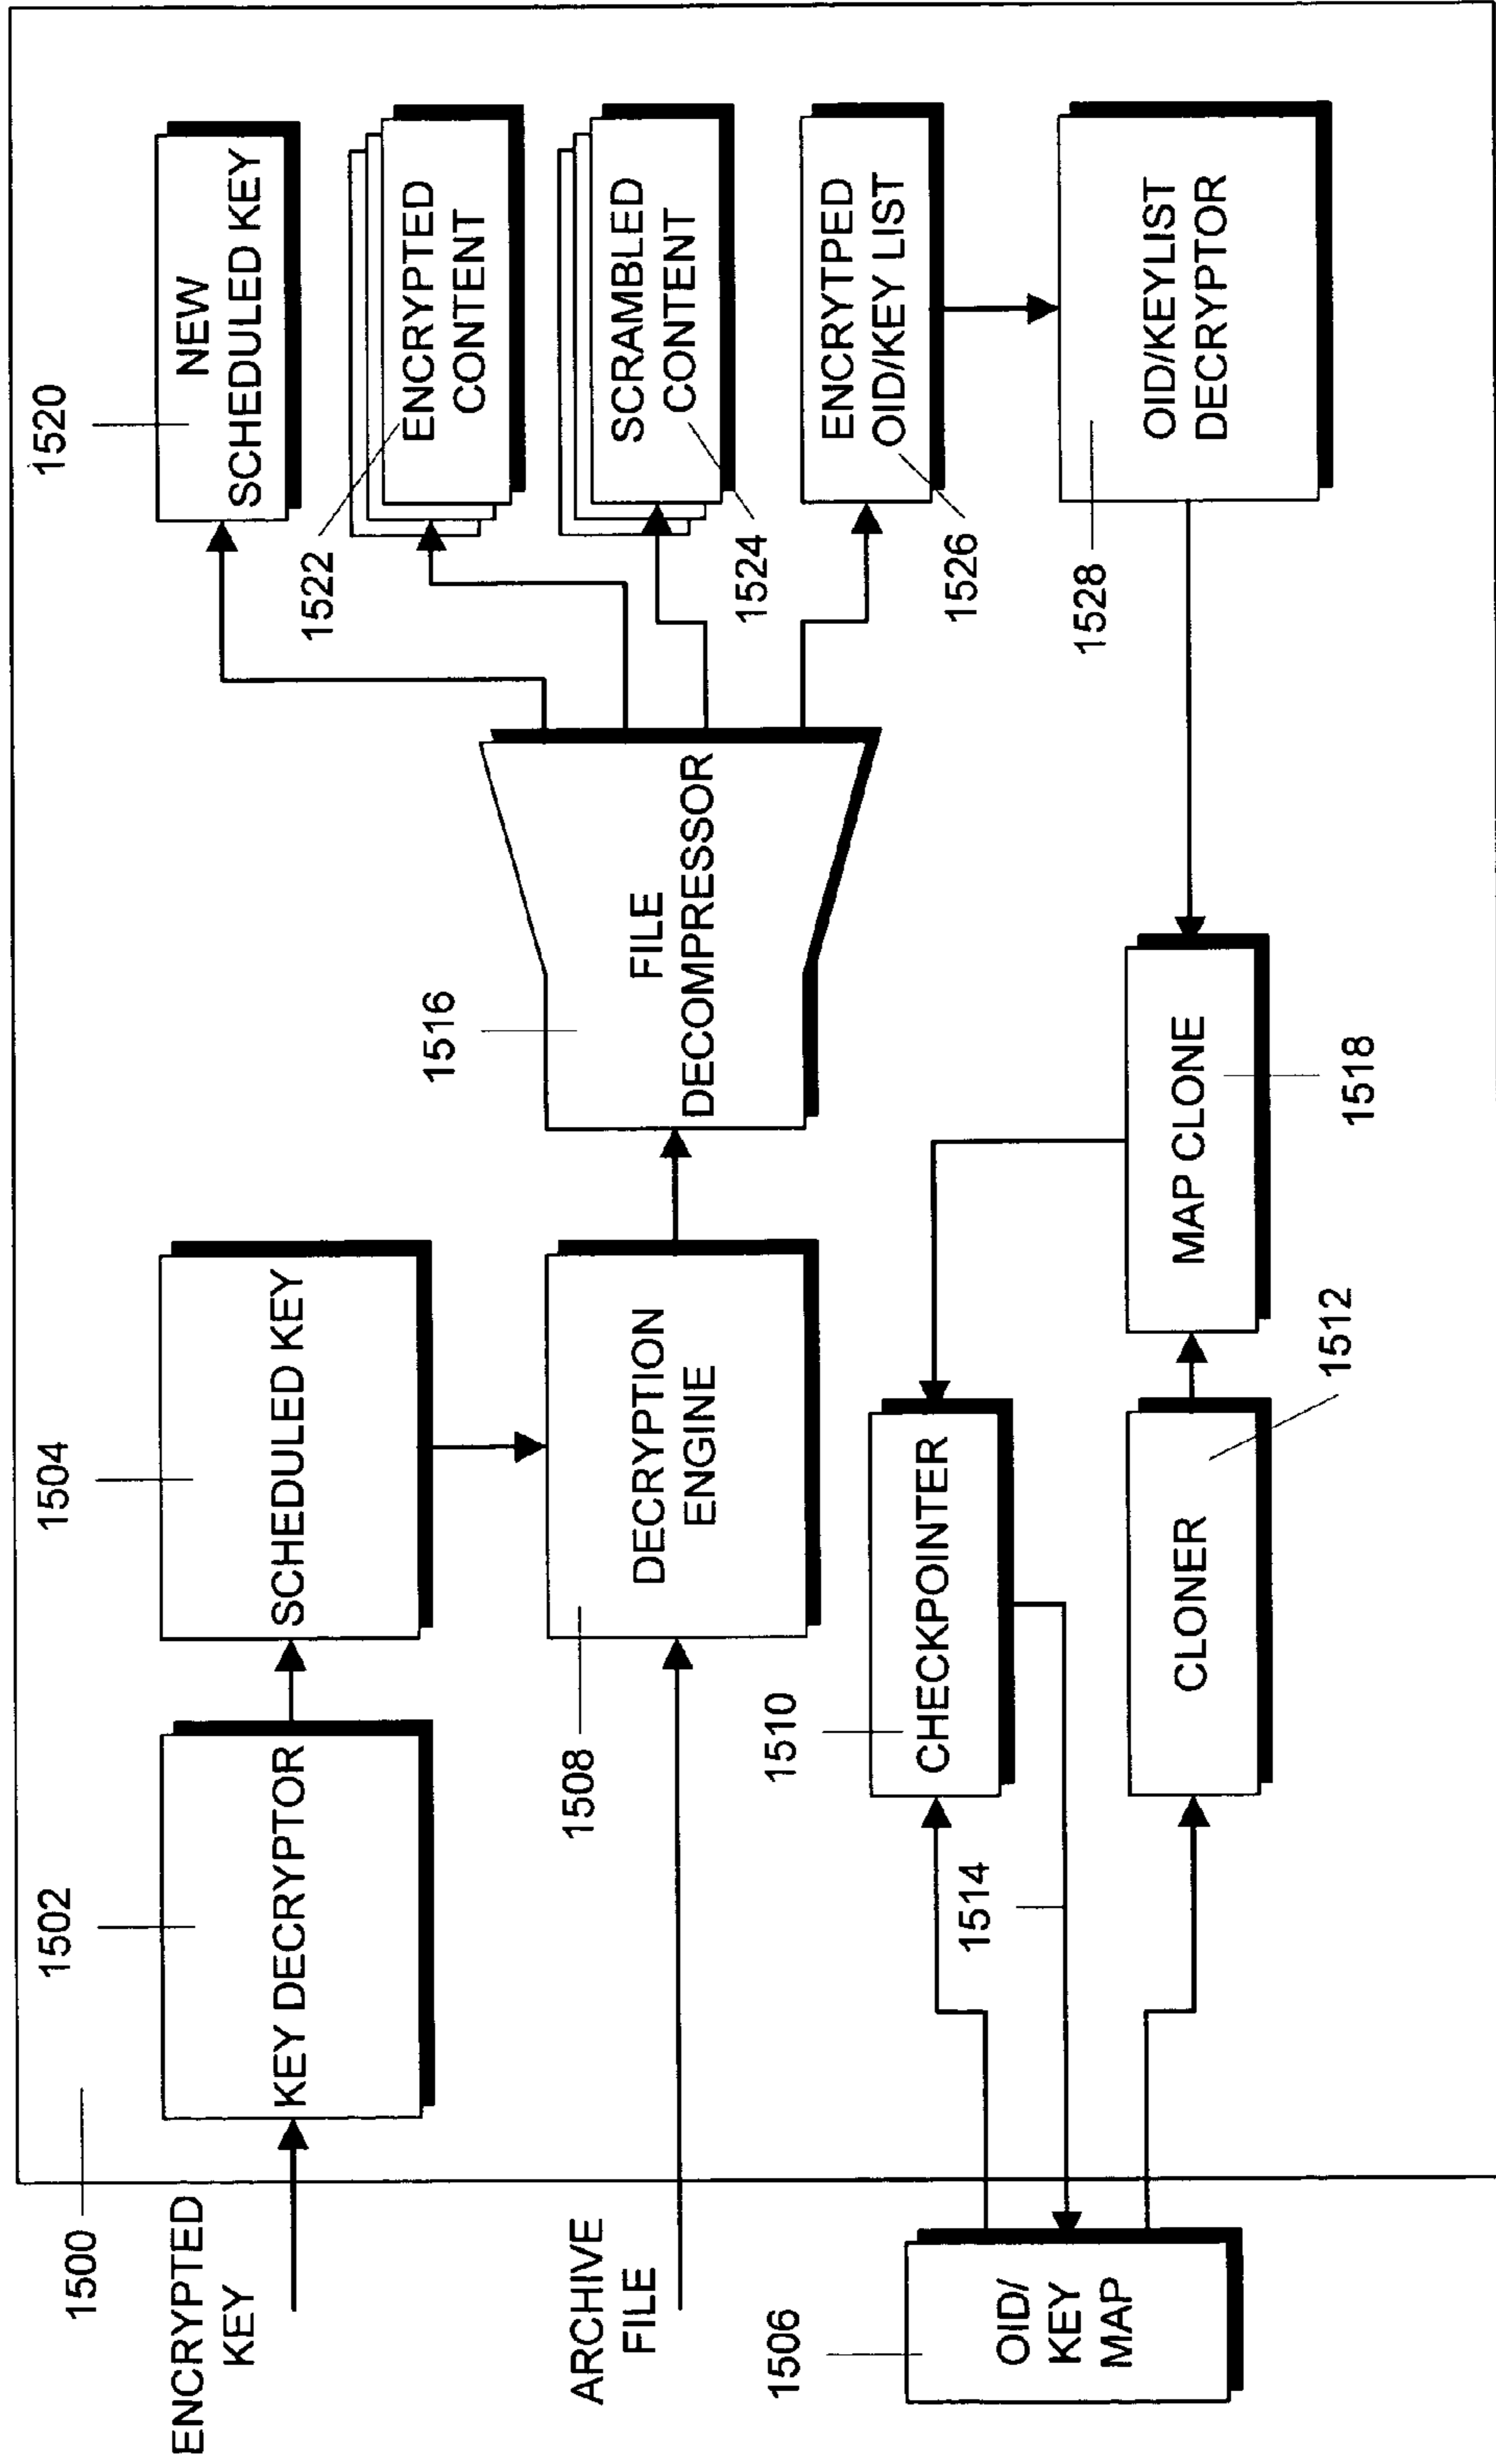 1500
ENCRYPTED
KEY
1502
KEY DECRYPTOR
1504
SCHEDULED KEY
ARCHIVE
FILE
1508
DECRYPTION
ENGINE
1516
FILE
DECOMPRESSOR
1520
NEW
SCHEDULED KEY
1522
ENCRYPTED
CONTENT
1524
SCRAMBLED
CONTENT
1526
ENCRYTPED
OID/KEY LIST
1528
OID/KEYLIST
DECRYPTOR
1506
OID/
KEY
MAP
1510
CHECKPOINTER
1514
CLONER
1512
MAP CLONE
1518